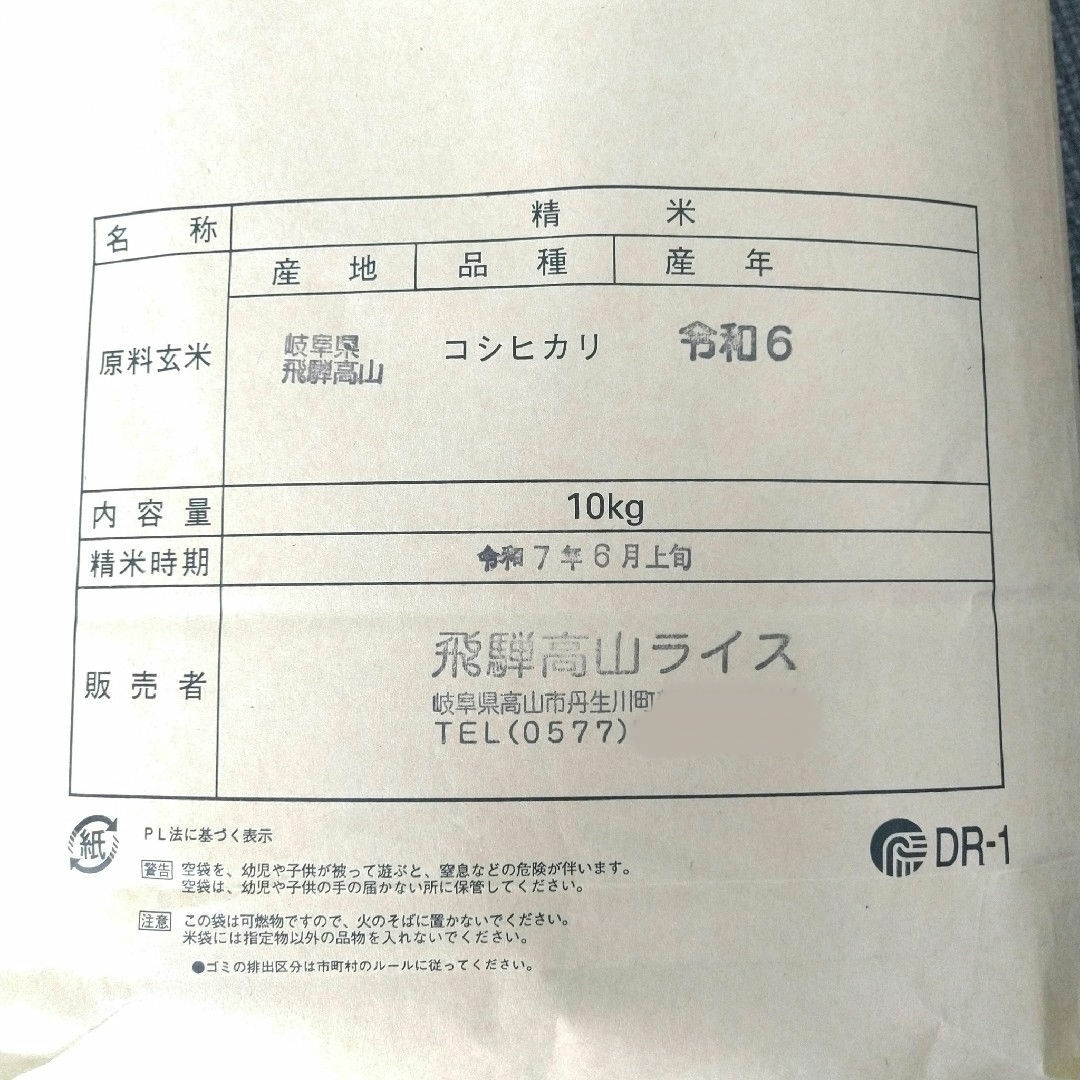 名称 精米
産地 品種 産年
原料玄米 岐阜県 飛騨高山 コシヒカリ 令和6
内容量 10kg
精米時期 令和7年6月上旬
販売者 飛騨高山ライス
岐阜県高山市丹生川町
TEL(0577)
紙 PL法に基づく表示
DR-1
警告 空袋を、幼児や子供が被って遊ぶと、窒息などの危険が伴います。
空袋は、幼児や子供の手の届かない所に保管してください。
注意 この袋は可燃物ですので、火のそばに置かないでください。
米袋には指定物以外の品物を入れないでください。
●ゴミの排出区分は市町村のルールに従ってください。